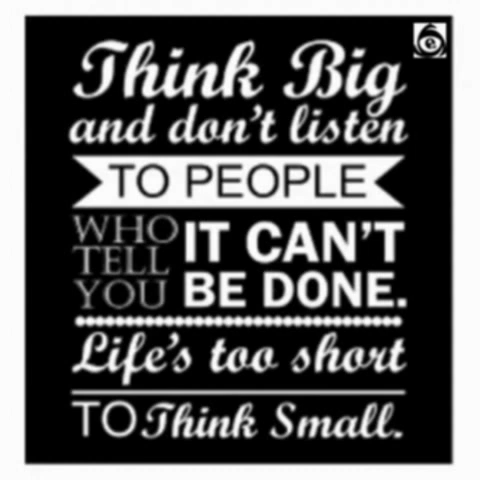 Think Big
and don't listen
TO PEOPLE
WHO
TELL
YOU
IT CAN'T
BE DONE.
Life's too short
TO Think Small.